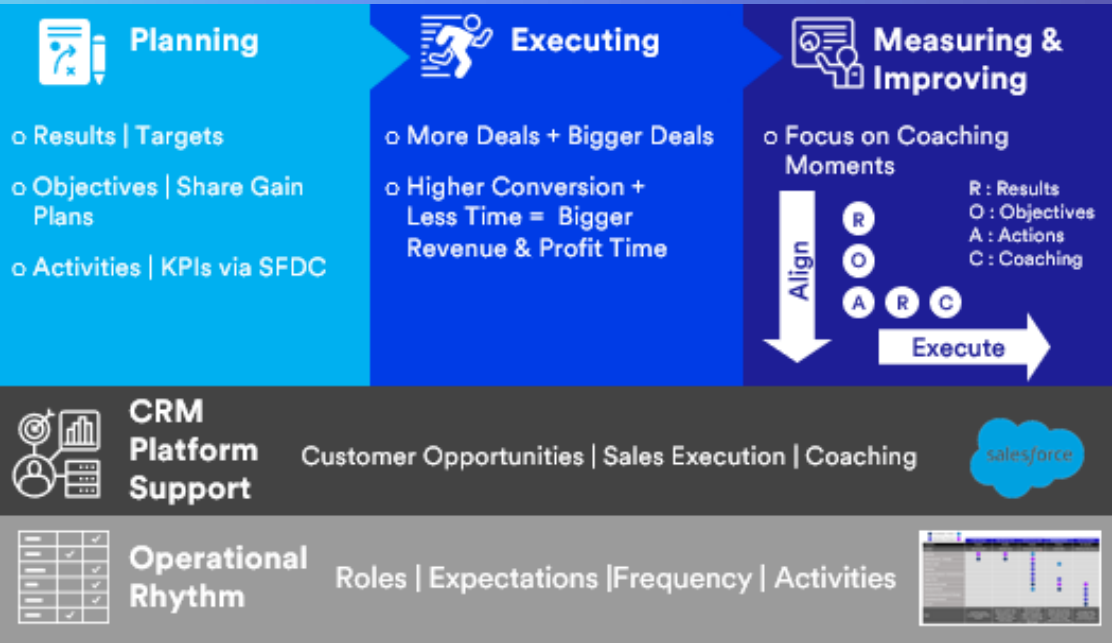 Planning
o Results | Targets
o Objectives | Share Gain
Plans
o Activities | KPIs via SFDC
Executing
o More Deals + Bigger Deals
o Higher Conversion +
Less Time = Bigger
Revenue & Profit Time
Measuring &
Improving
o Focus on Coaching
Moments
R : Results
O : Objectives
A : Actions
C : Coaching
Align
R
O
A R C
Execute
CRM
Platform
Support
Customer Opportunities | Sales Execution | Coaching
salesforce
Operational
Rhythm
Roles | Expectations |Frequency | Activities